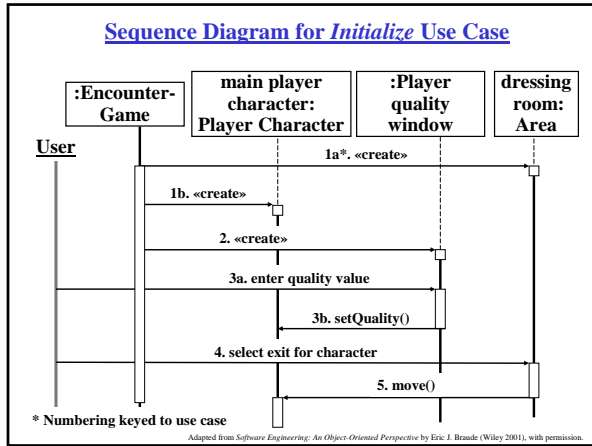 Sequence Diagram for Initialize Use Case
:Encounter-
Game
main player
character:
Player Character
:Player
quality
window
dressing
room:
Area
User
1a*. «create»
1b. «create»
2. «create»
3a. enter quality value
3b. setQuality()
4. select exit for character
5. move()
* Numbering keyed to use case
Adapted from Software Engineering: An Object-Oriented Perspective by Eric J. Braude (Wiley 2001), with permission.